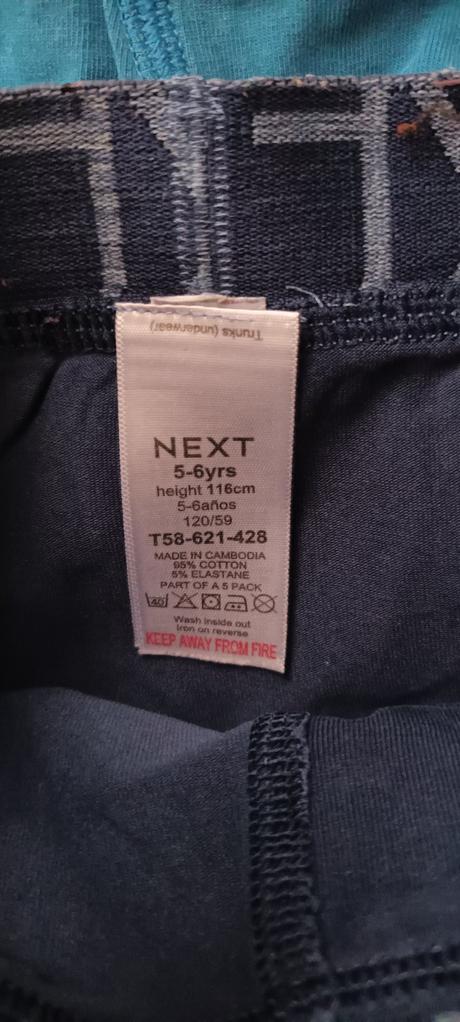 Trunks (underwear)
NEXT
5-6yrs
height 116cm
5-6años
120/59
T58-621-428
MADE IN CAMBODIA
95% COTTON
5% ELASTANE
PART OF A 5 PACK
40
Wash inside out
Iron on reverse
KEEP AWAY FROM FIRE